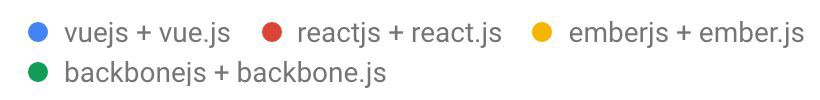 vuejs + vue.js reactjs + react.js emberjs + ember.js
backbonejs + backbone.js